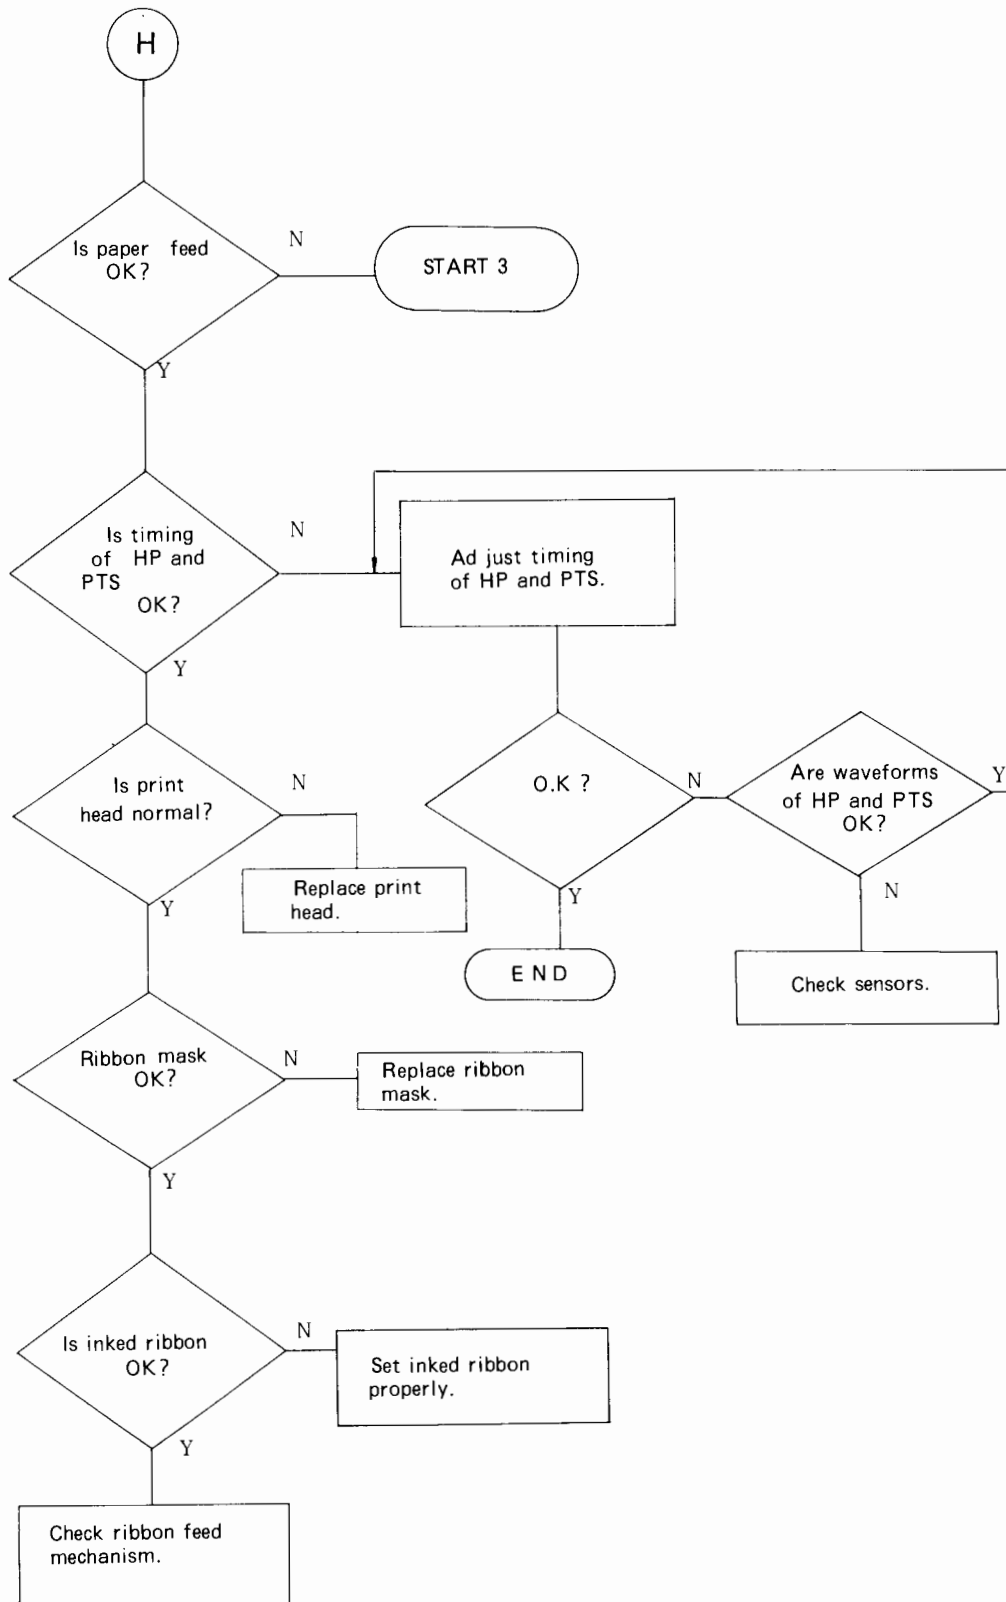 H
Is paper feed
OK?
N
START 3
Y
Is timing
of HP and
PTS
OK?
N
Ad just timing
of HP and PTS.
Y
Is print
head normal?
N
Replace print
head.
Y
O.K ?
N
Are waveforms
of HP and PTS
OK?
Y
Y
END
N
Check sensors.
Ribbon mask
OK?
N
Replace ribbon
mask.
Y
Is inked ribbon
OK?
N
Set inked ribbon
properly.
Y
Check ribbon feed
mechanism.